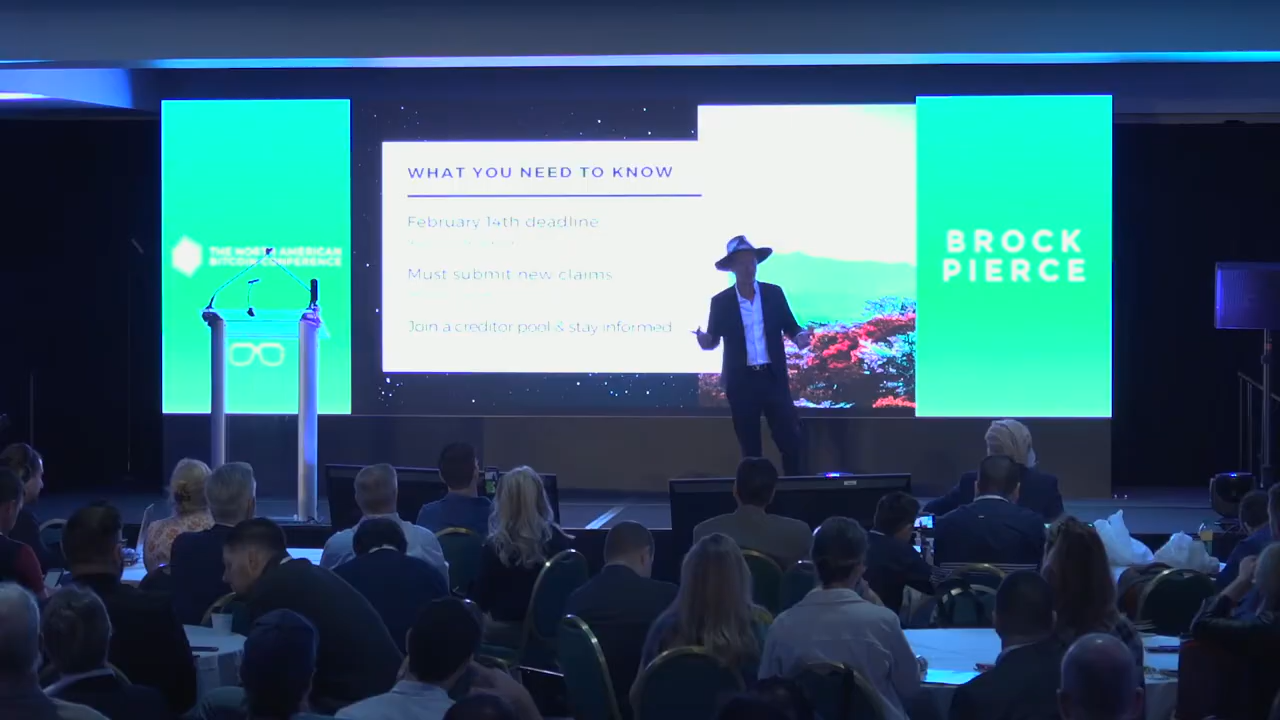 THE NORTH AMERICAN
BITCOIN CONFERENCE
WHAT YOU NEED TO KNOW
February 14th deadline
Must submit new claims
Join a creditor pool & stay informed
BROCK
PIERCE